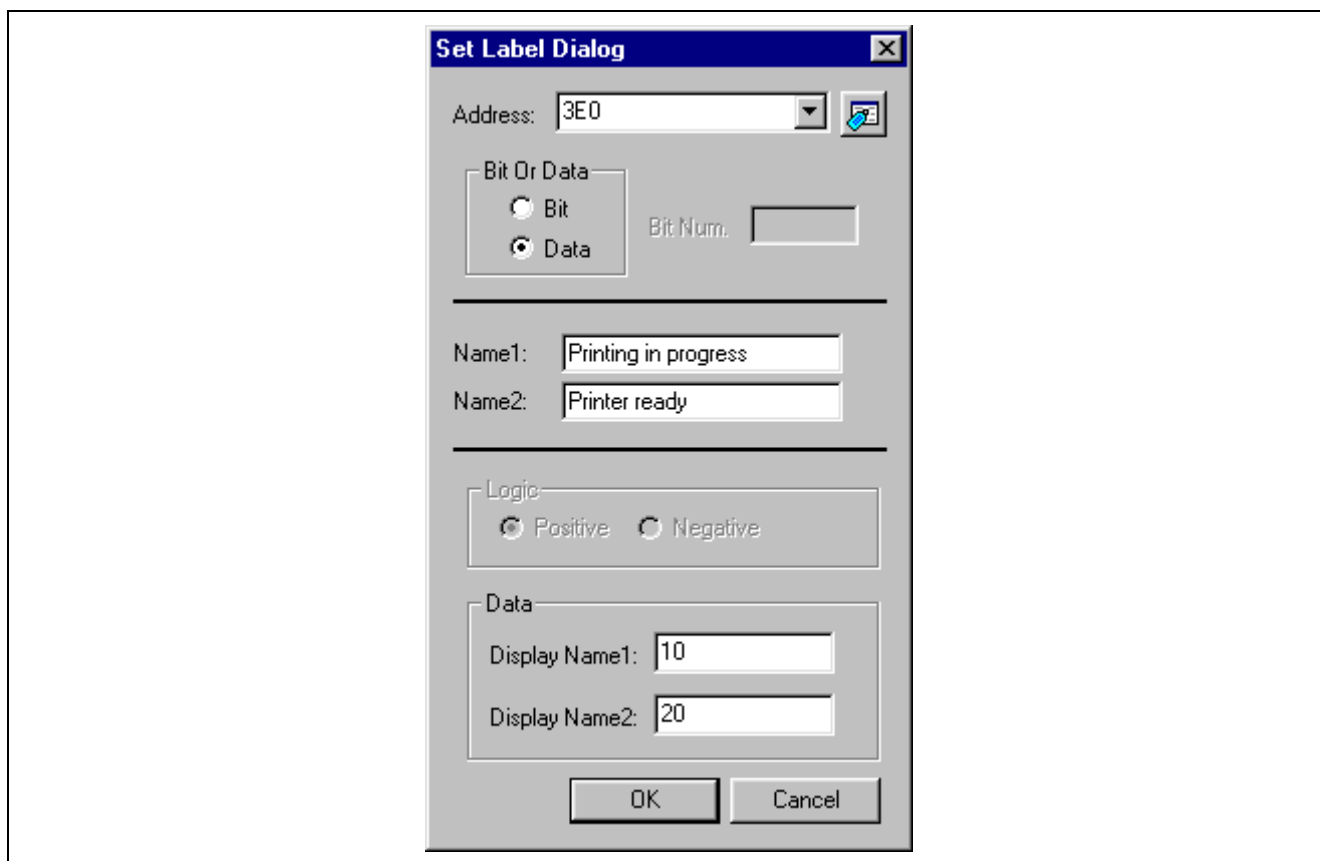 Set Label Dialog
Address: 3E0
Bit Or Data
Bit
Bit Num.
Data
Name1: Printing in progress
Name2: Printer ready
Logic
Positive Negative
Data
Display Name1: 10
Display Name2: 20
OK Cancel